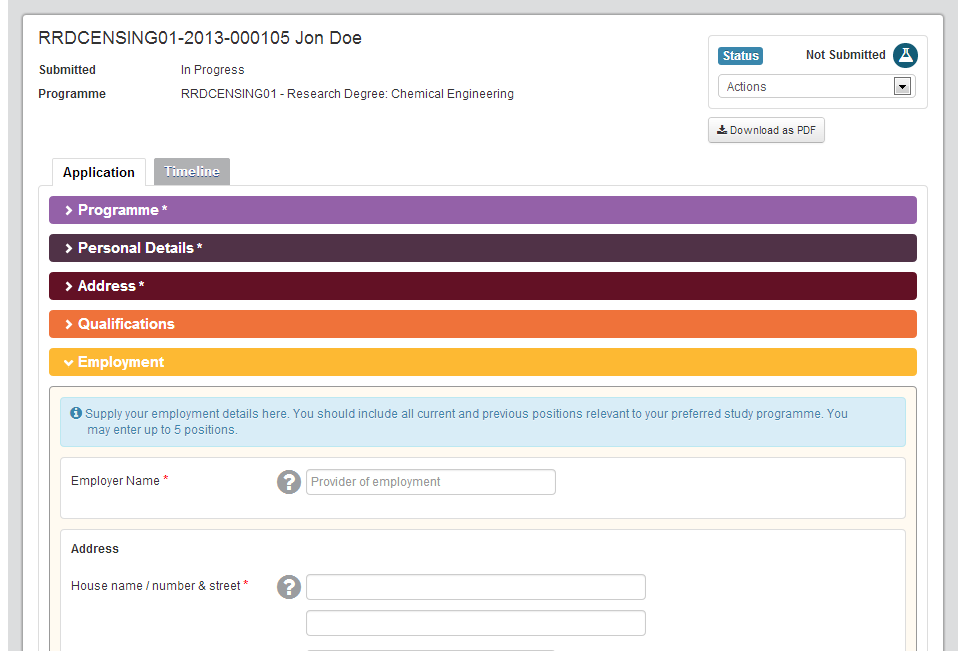 RRDCENSING01-2013-000105 Jon Doe
Submitted In Progress
Programme RRDCENSING01 - Research Degree: Chemical Engineering
Status Not Submitted
Actions
Download as PDF
Application Timeline
Programme *
Personal Details *
Address *
Qualifications
Employment
Supply your employment details here. You should include all current and previous positions relevant to your preferred study programme. You
may enter up to 5 positions.
Employer Name * ? Provider of employment
Address
House name / number & street * ?